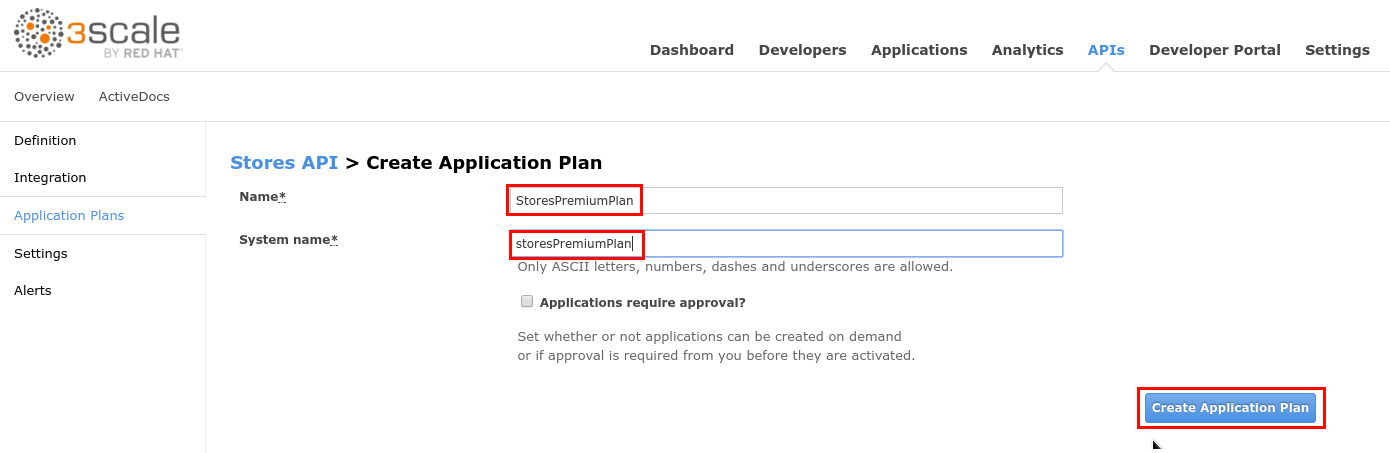 3scale
BY RED HAT
Dashboard Developers Applications Analytics APIs Developer Portal Settings
Overview ActiveDocs
Definition
Integration
Application Plans
Settings
Alerts
Stores API > Create Application Plan
Name* StoresPremiumPlan
System name* storesPremiumPlan
Only ASCII letters, numbers, dashes and underscores are allowed.
Applications require approval?
Set whether or not applications can be created on demand
or if approval is required from you before they are activated.
Create Application Plan